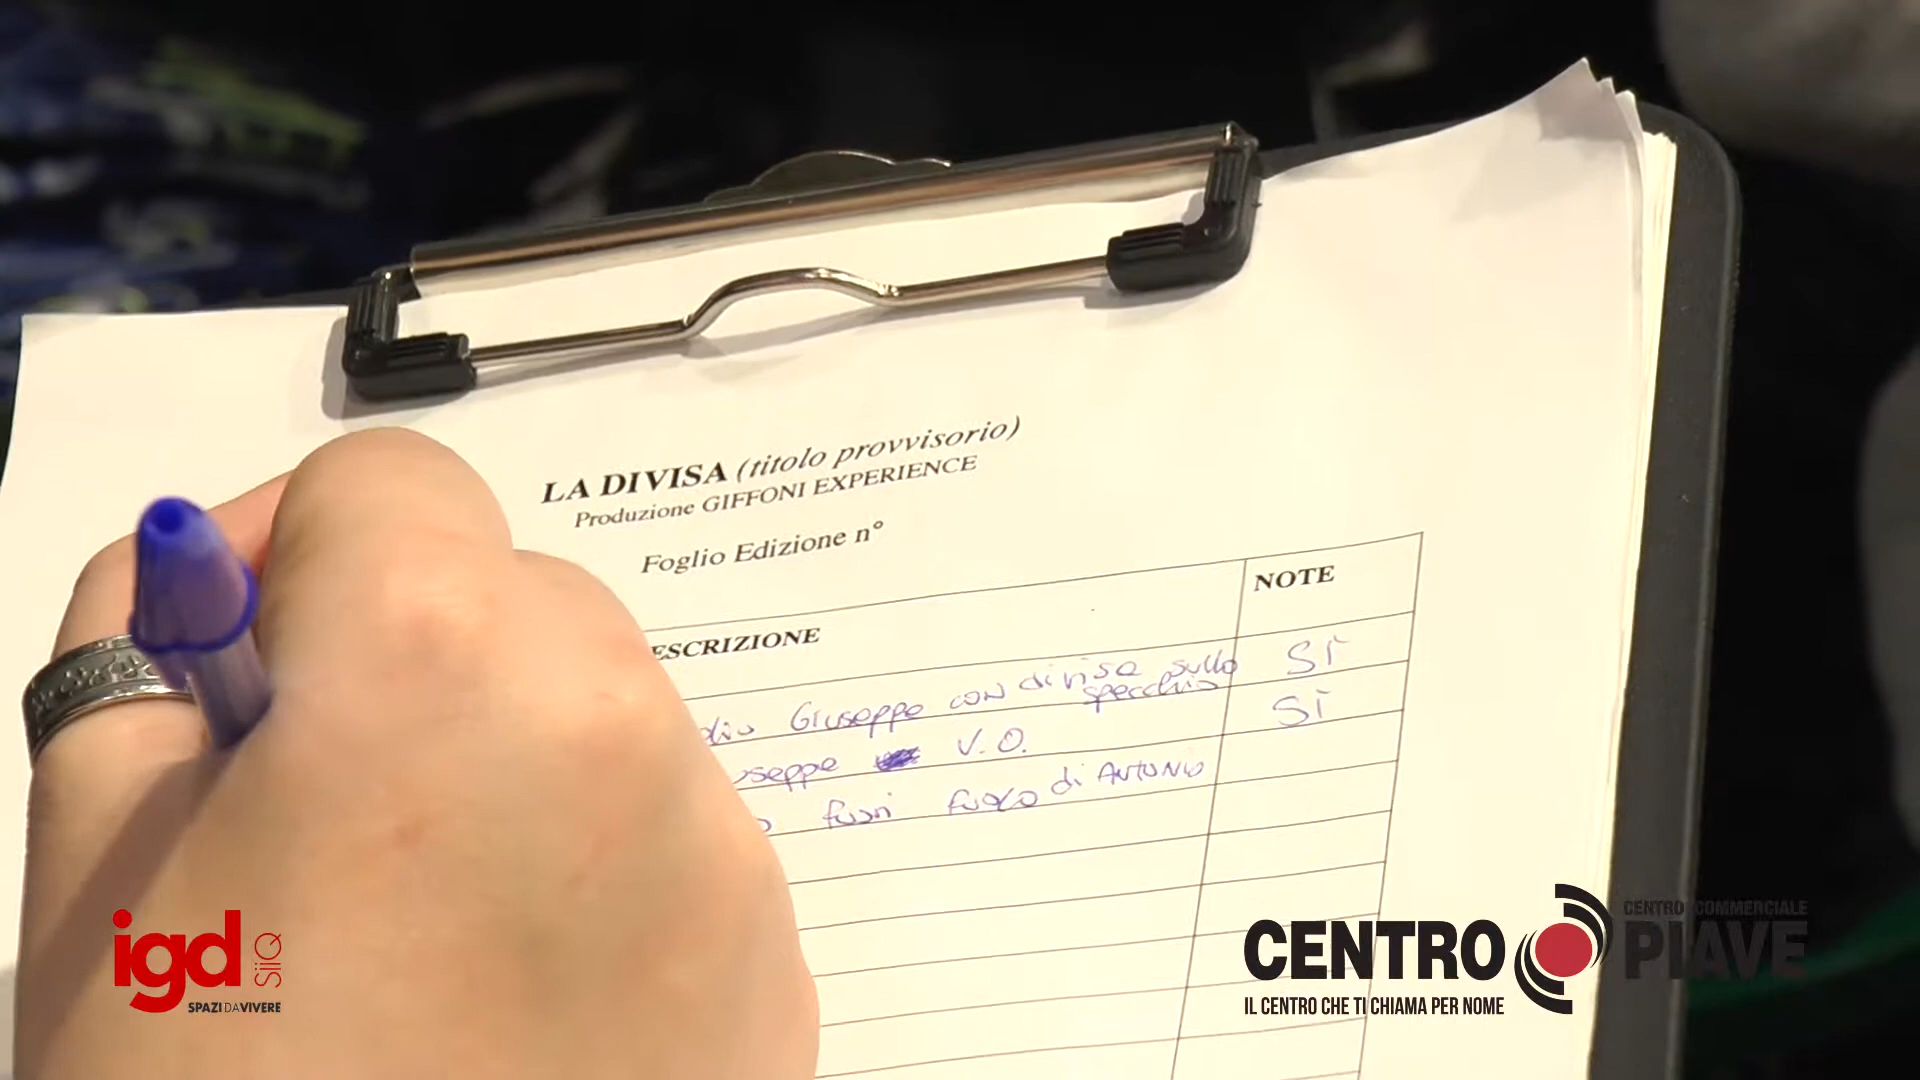 LA DIVISA (titolo provvisorio)
Produzione GIFFONI EXPERIENCE
Foglio Edizione n°
ESCRIZIONE NOTE
Giuseppe con divisa sullo specchio SÌ
useppe V.O. SÌ
fuori fuoco di ANTONIO
igd SIIQ
SPAZI DA VIVERE
CENTRO
IL CENTRO CHE TI CHIAMA PER NOME
CENTRO COMMERCIALE
PIAVE